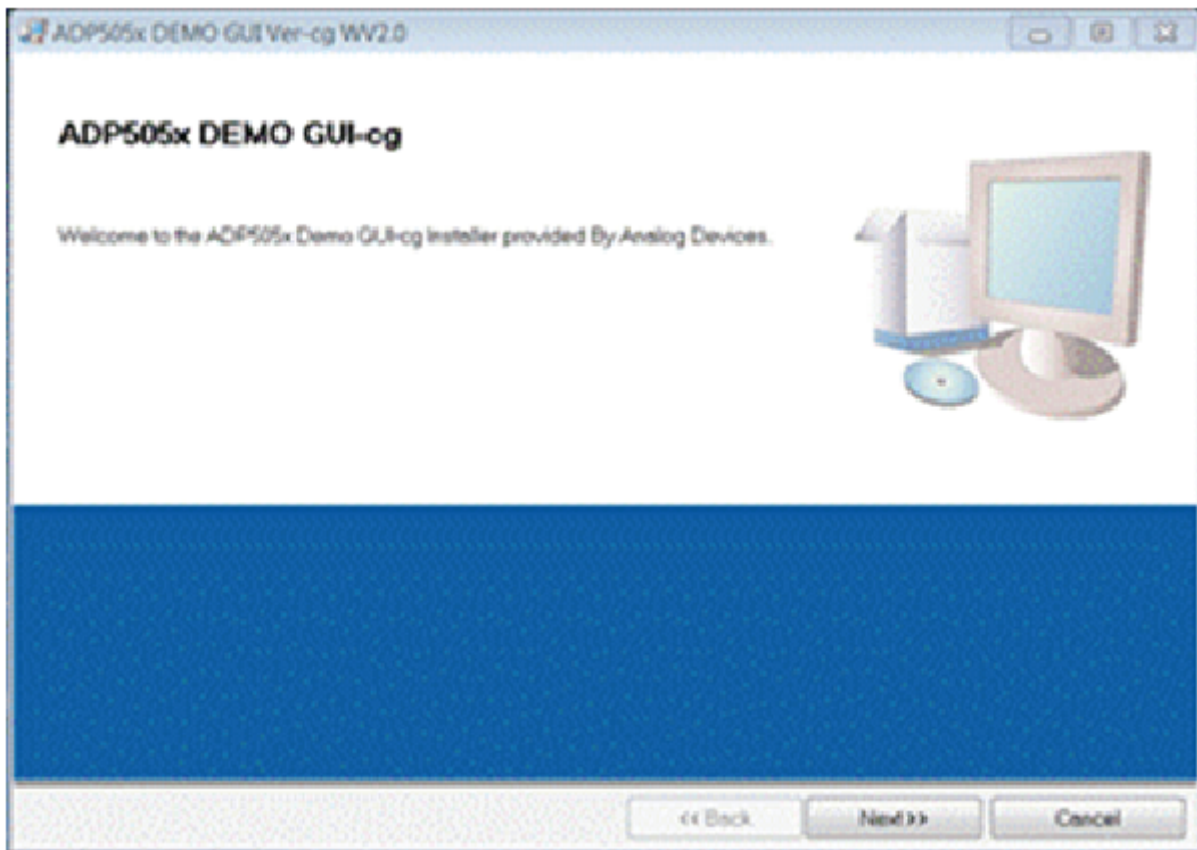 ADP505x DEMO GUI Ver-cg WV2.0
ADP505x DEMO GUI-cg
Welcome to the ADP505x Demo GUI-cg Installer provided By Analog Devices.
<< Back
Next >>
Cancel